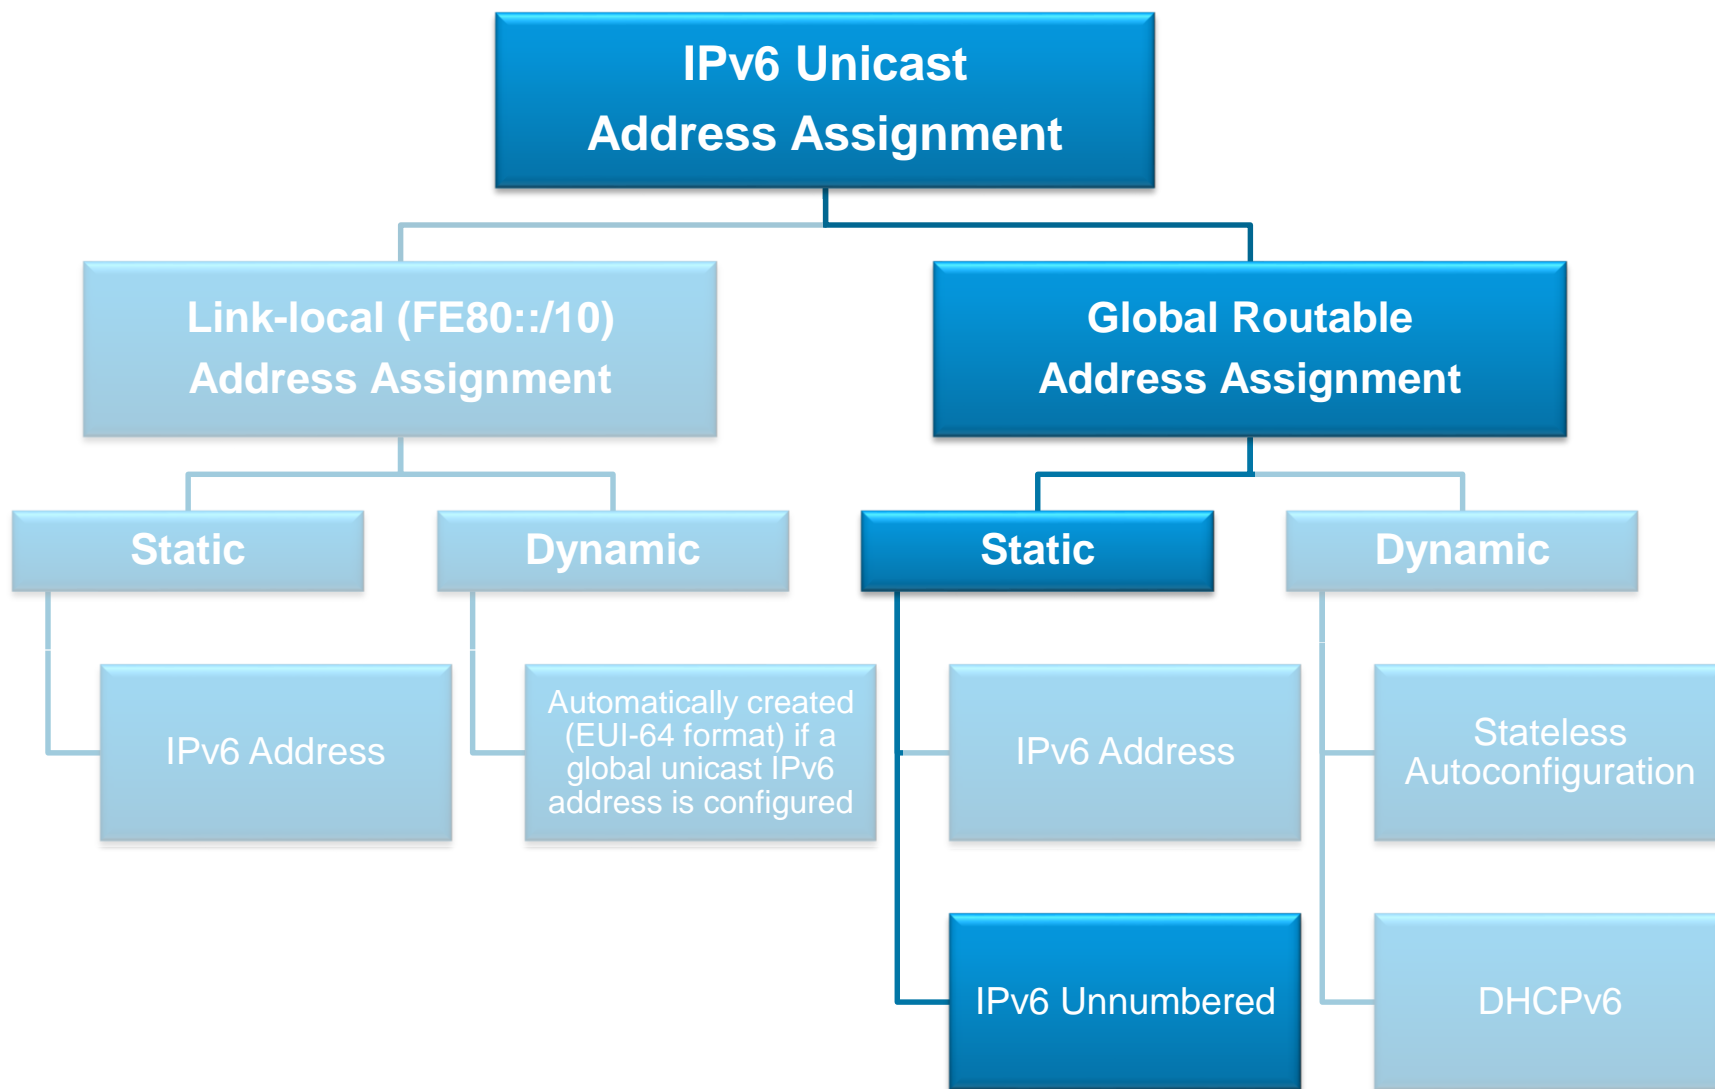 IPv6 Unicast
Address Assignment
Link-local (FE80::/10)
Address Assignment
Global Routable
Address Assignment
Static
Dynamic
Static
Dynamic
IPv6 Address
Automatically created
(EUI-64 format) if a
global unicast IPv6
address is configured
IPv6 Address
Stateless
Autoconfiguration
IPv6 Unnumbered
DHCPv6